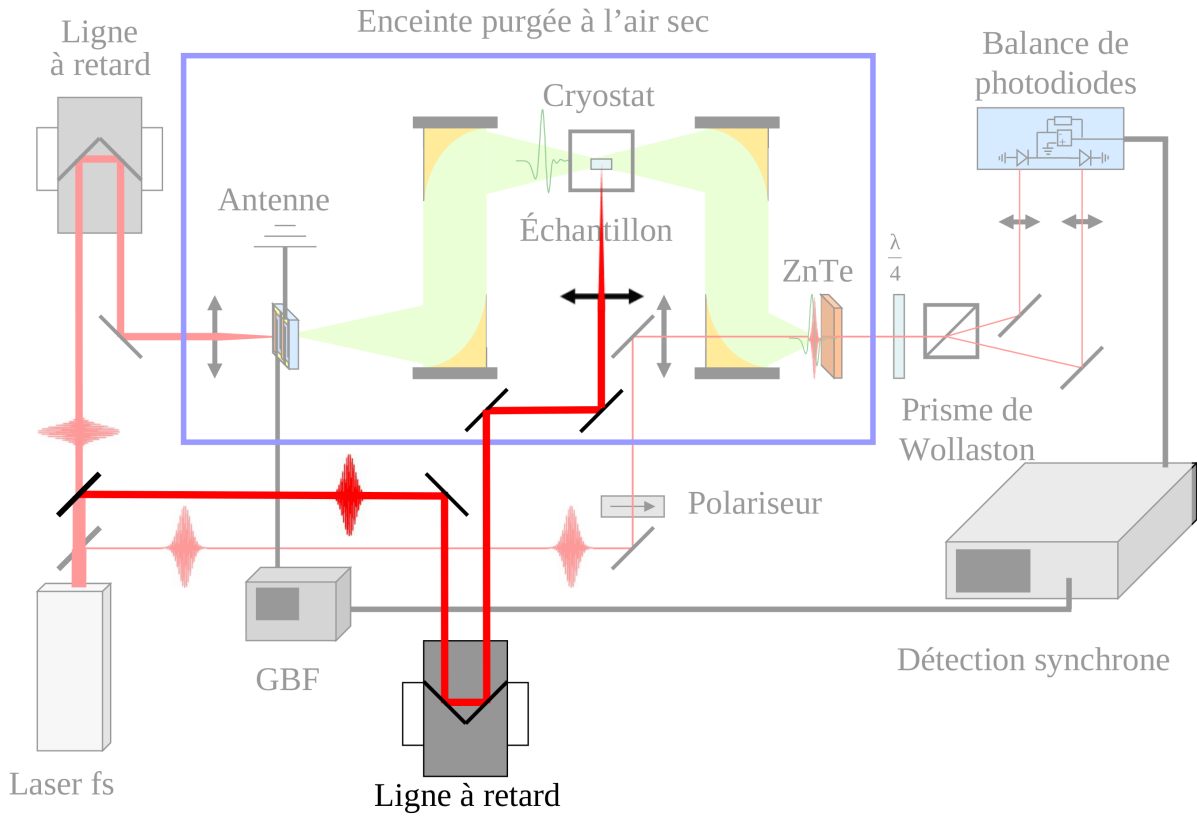 Enceinte purgée à l’air sec
Ligne
à retard
Balance de
photodiodes
Cryostat
Antenne
Échantillon
ZnTe
λ
4
Prisme de
Wollaston
Polariseur
GBF
Détection synchrone
Laser fs
Ligne à retard